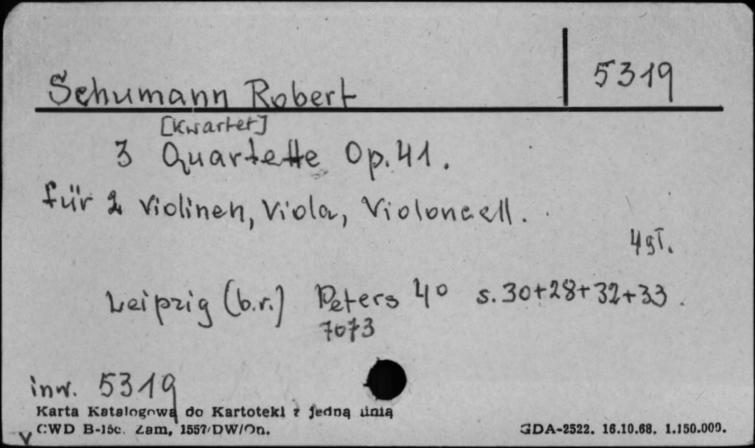 Schumann Robert 5319
[Kwartet]
3 Quartette Op. 41.
für 2 Violinen, Viola, Violoncell.
4 gł.
Leipzig (b.r.) Peters 4° s. 30+28+32+33.
7073
inw. 5319
Karta Katalogowa do Kartoteki z jedną linią
CWD B-15c. Zam, 1557/DW/On. GDA-2522. 16.10.68. 1.150.000.
V